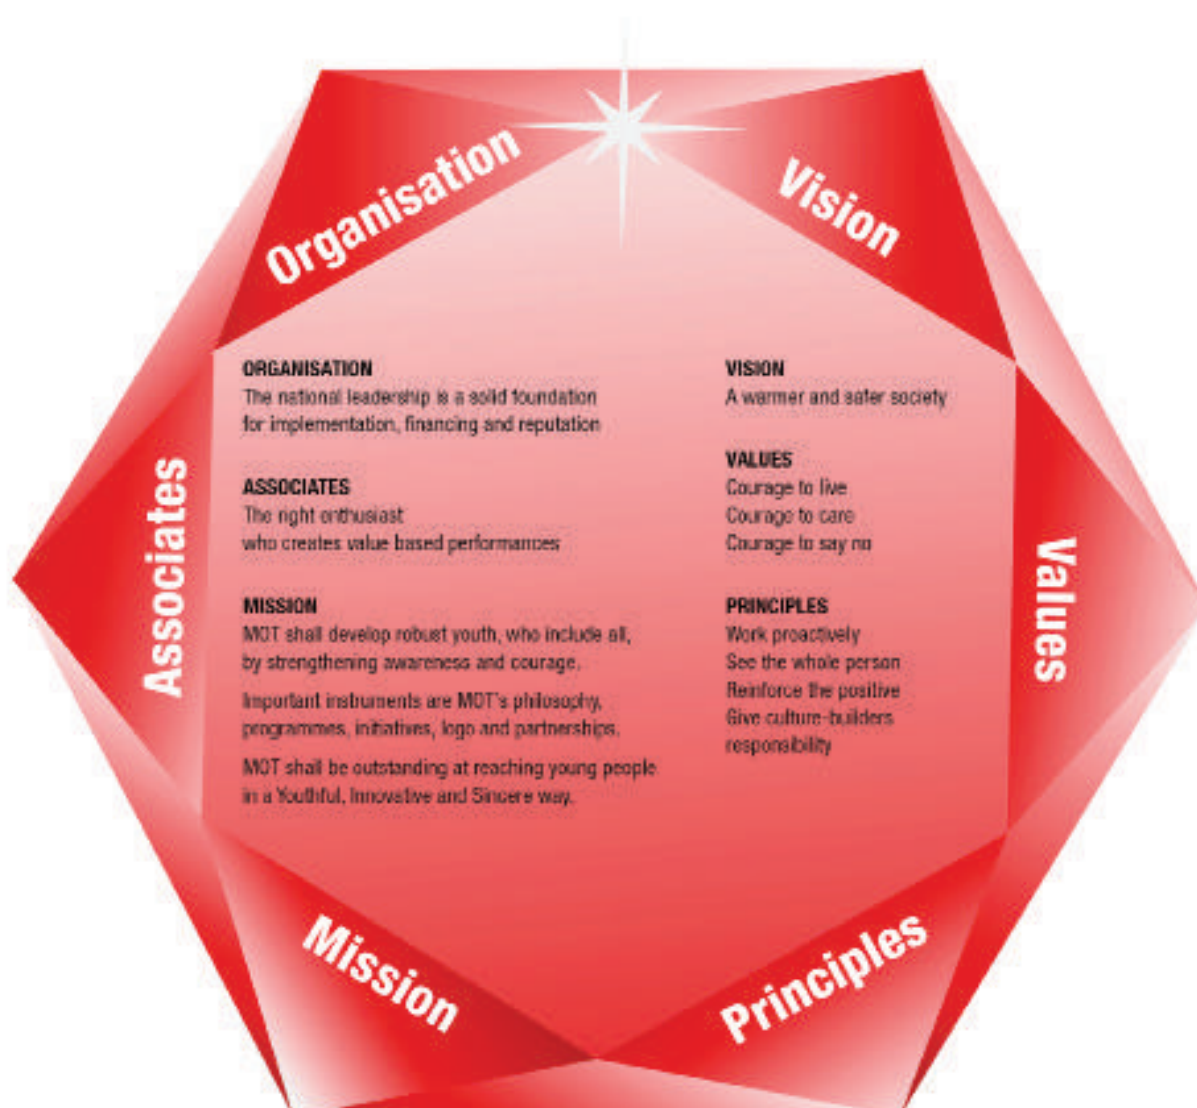 Organisation
Vision
Associates
Values
Mission
Principles
ORGANISATION
The national leadership is a solid foundation
for implementation, financing and reputation
ASSOCIATES
The right enthusiast
who creates value based performances
MISSION
MOT shall develop robust youth, who include all,
by strengthening awareness and courage.
Important instruments are MOT's philosophy,
programmes, initiatives, logo and partnerships.
MOT shall be outstanding at reaching young people
in a Youthful, Innovative and Sincere way.
VISION
A warmer and safer society
VALUES
Courage to live
Courage to care
Courage to say no
PRINCIPLES
Work proactively
See the whole person
Reinforce the positive
Give culture-builders
responsibility